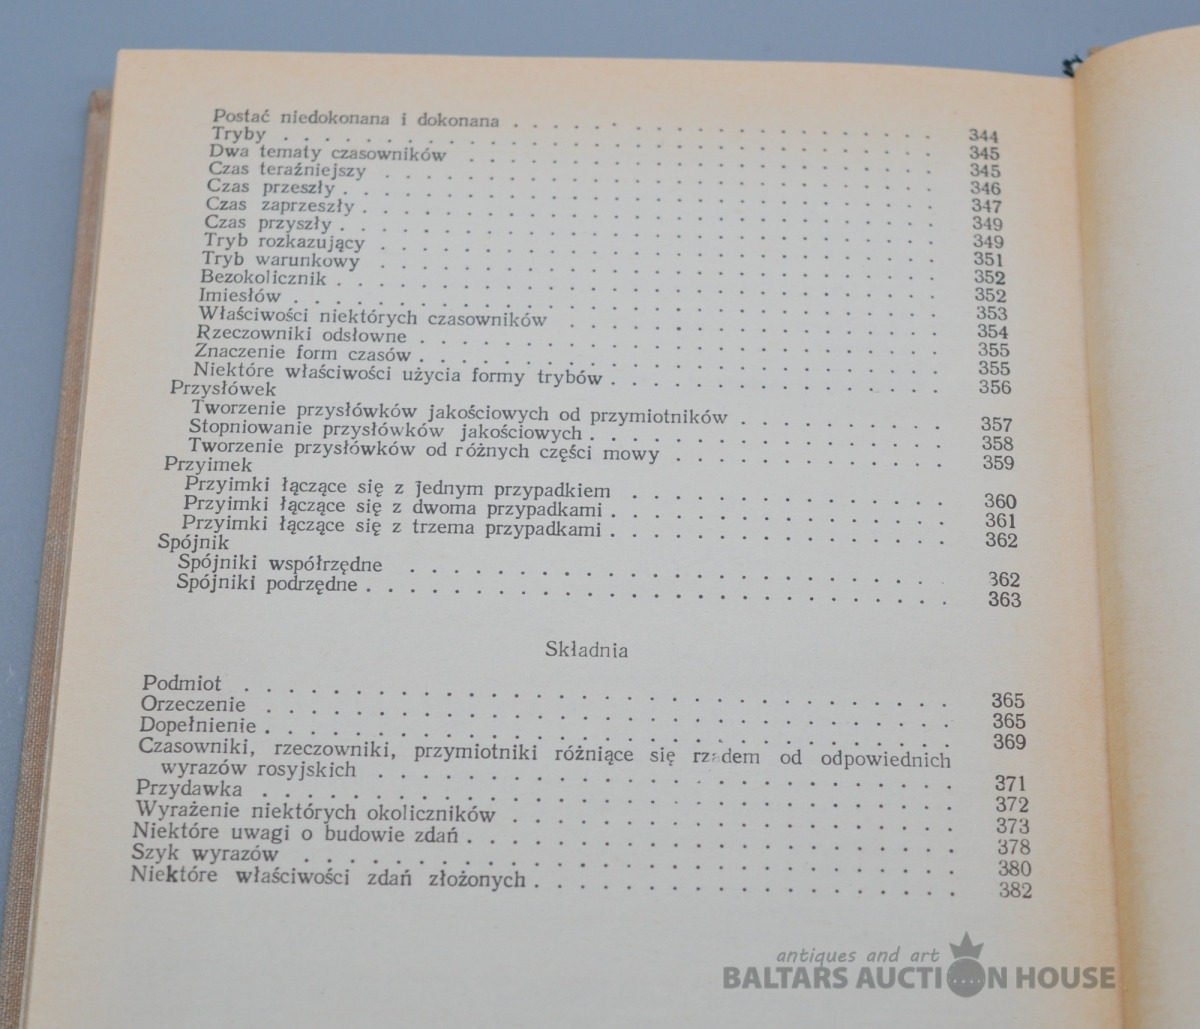 Postać niedokonana i dokonana . . . . . . . . . . . . . 344
Tryby . . . . . . . . . . . . . 345
Dwa tematy czasowników . . . . . . . . . . . . . 345
Czas teraźniejszy . . . . . . . . . . . . . 346
Czas przeszły . . . . . . . . . . . . . 347
Czas zaprzeszły . . . . . . . . . . . . . 349
Czas przyszły . . . . . . . . . . . . . 349
Tryb rozkazujący . . . . . . . . . . . . . 351
Tryb warunkowy . . . . . . . . . . . . . 352
Bezokolicznik . . . . . . . . . . . . . 352
Imiesłów . . . . . . . . . . . . . 353
Właściwości niektórych czasowników . . . . . . . . . . . . . 354
Rzeczowniki odsłowne . . . . . . . . . . . . . 355
Znaczenie form czasów . . . . . . . . . . . . . 355
Niektóre właściwości użycia formy trybów . . . . . . . . . . . 356
Przysłówek
Tworzenie przysłówków jakościowych od przymiotników . . . . . . . 357
Stopniowanie przysłówków jakościowych . . . . . . . . . . . . 358
Tworzenie przysłówków od różnych części mowy . . . . . . . . . . 359
Przyimek
Przyimki łączące się z jednym przypadkiem . . . . . . . . . . . 360
Przyimki łączące się z dwoma przypadkami . . . . . . . . . . . 361
Przyimki łączące się z trzema przypadkami . . . . . . . . . . . 362
Spójnik
Spójniki współrzędne . . . . . . . . . . . . . 362
Spójniki podrzędne . . . . . . . . . . . . . 363
Składnia
Podmiot . . . . . . . . . . . . . 365
Orzeczenie . . . . . . . . . . . . . 365
Dopełnienie . . . . . . . . . . . . . 369
Czasowniki, rzeczowniki, przymiotniki różniące się rządem od odpowiednich
wyrazów rosyjskich . . . . . . . . . . . . . 371
Przydawka . . . . . . . . . . . . . 372
Wyrażenie niektórych okoliczników . . . . . . . . . . . . . 373
Niektóre uwagi o budowie zdań . . . . . . . . . . . . . 378
Szyk wyrazów . . . . . . . . . . . . . 380
Niektóre właściwości zdań złożonych . . . . . . . . . . . . . 382
antiques and art
BALTARS AUCTION HOUSE